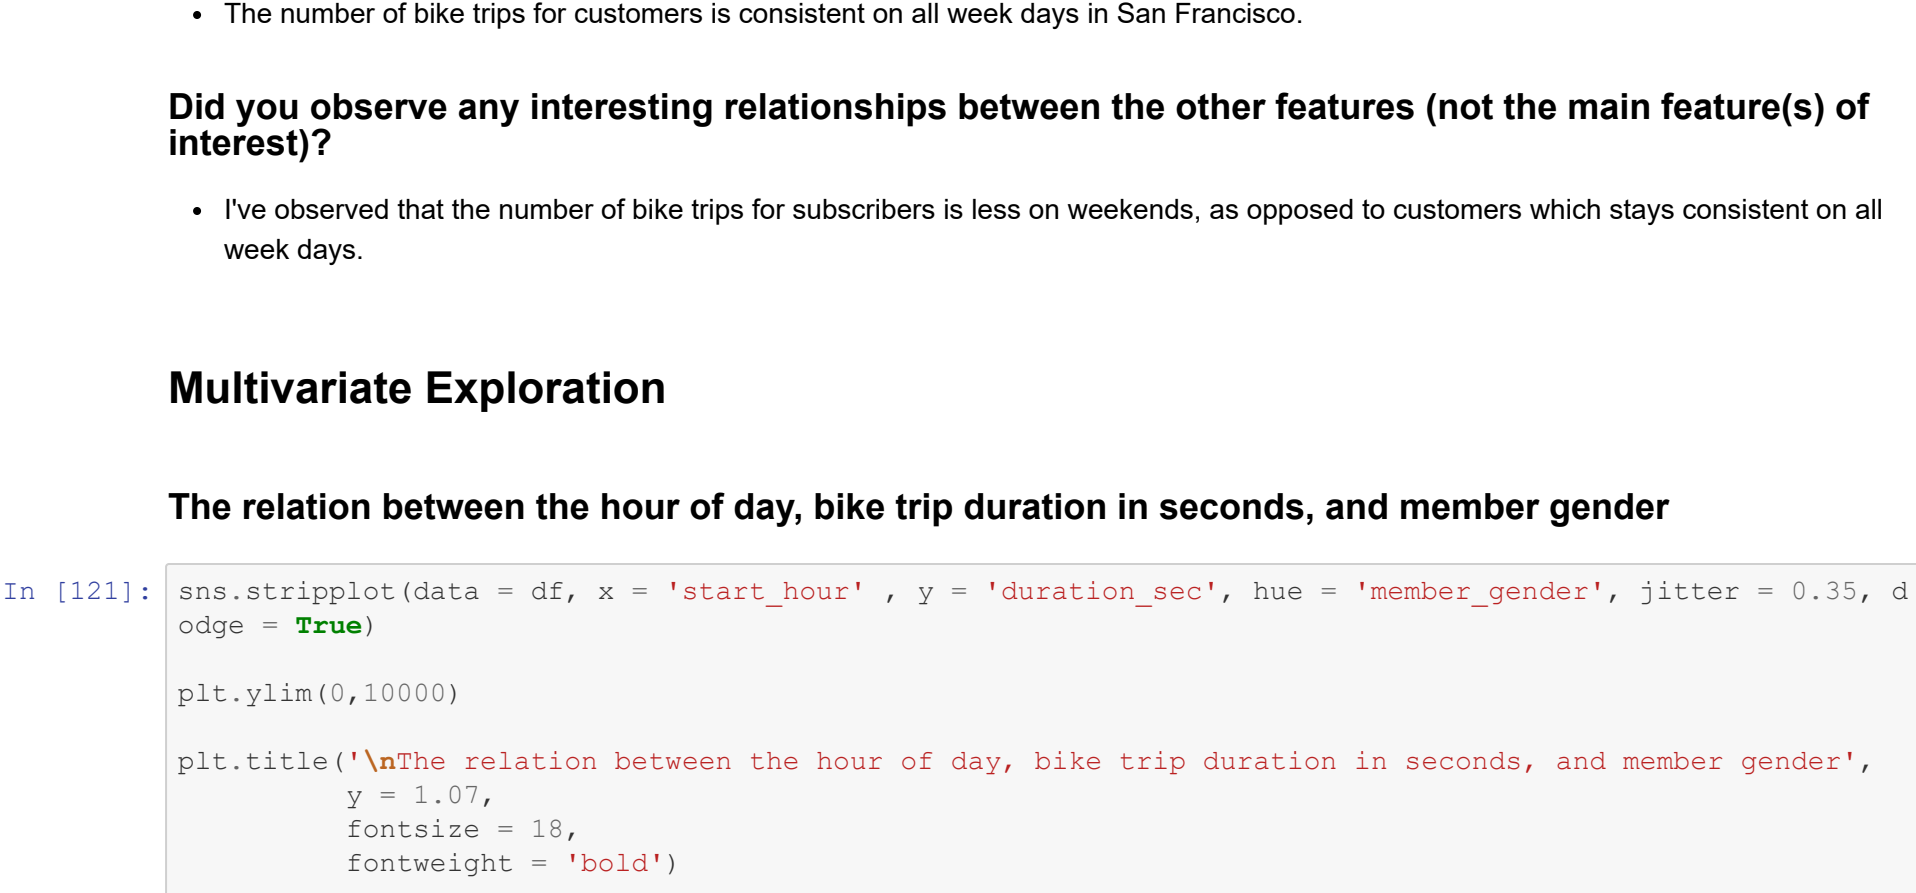 • The number of bike trips for customers is consistent on all week days in San Francisco.
Did you observe any interesting relationships between the other features (not the main feature(s) of
interest)?
• I've observed that the number of bike trips for subscribers is less on weekends, as opposed to customers which stays consistent on all
week days.
Multivariate Exploration
The relation between the hour of day, bike trip duration in seconds, and member gender
In [121]: sns.stripplot(data = df, x = 'start_hour' , y = 'duration_sec', hue = 'member_gender', jitter = 0.35, d
odge = True)
plt.ylim(0,10000)
plt.title('\nThe relation between the hour of day, bike trip duration in seconds, and member gender',
y = 1.07,
fontsize = 18,
fontweight = 'bold')